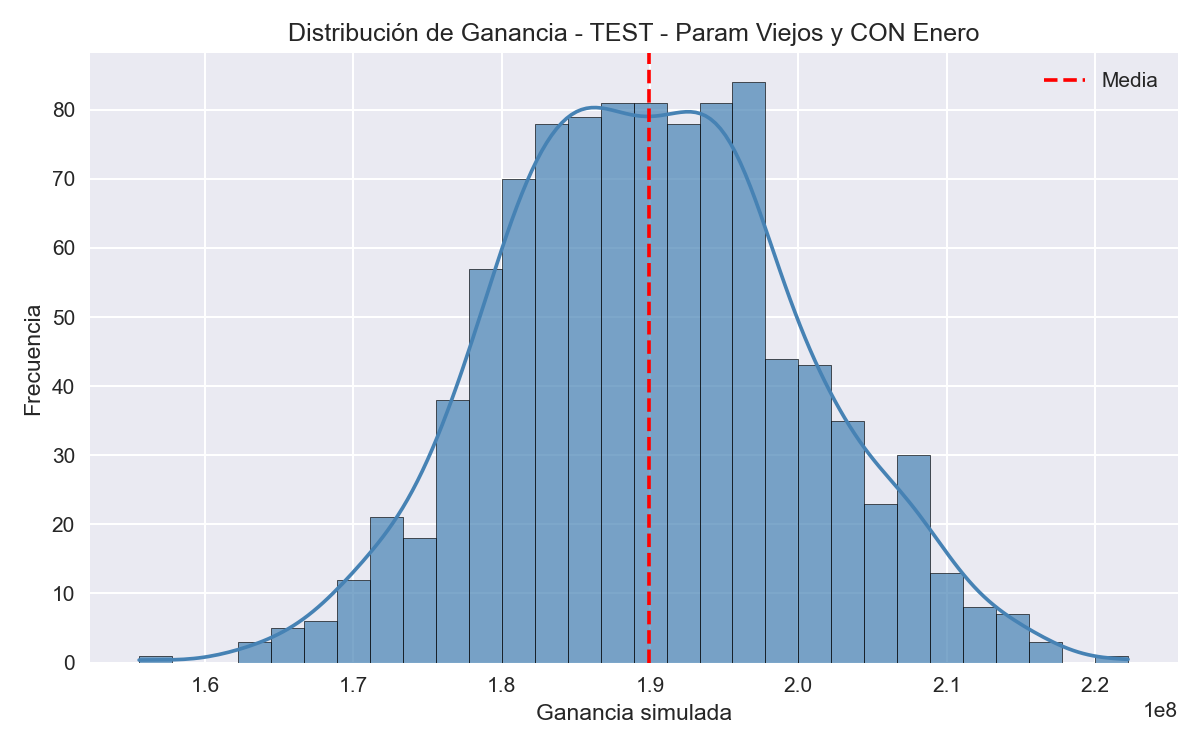 Distribución de Ganancia - TEST - Param Viejos y CON Enero
Media
Frecuencia
80
70
60
50
40
30
20
10
0
1.6 1.7 1.8 1.9 2.0 2.1 2.2
1e8
Ganancia simulada